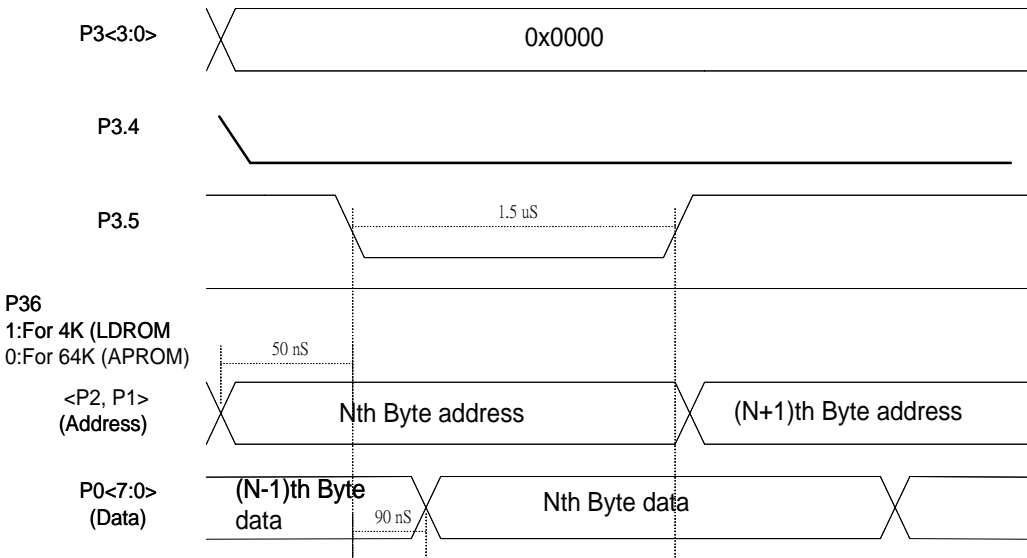 P3<3:0>
0x0000
P3.4
P3.5
1.5 uS
P36
1:For 4K (LDROM
0:For 64K (APROM)
50 nS
<P2, P1>
(Address)
Nth Byte address
(N+1)th Byte address
P0<7:0>
(Data)
(N-1)th Byte
data
90 nS
Nth Byte data